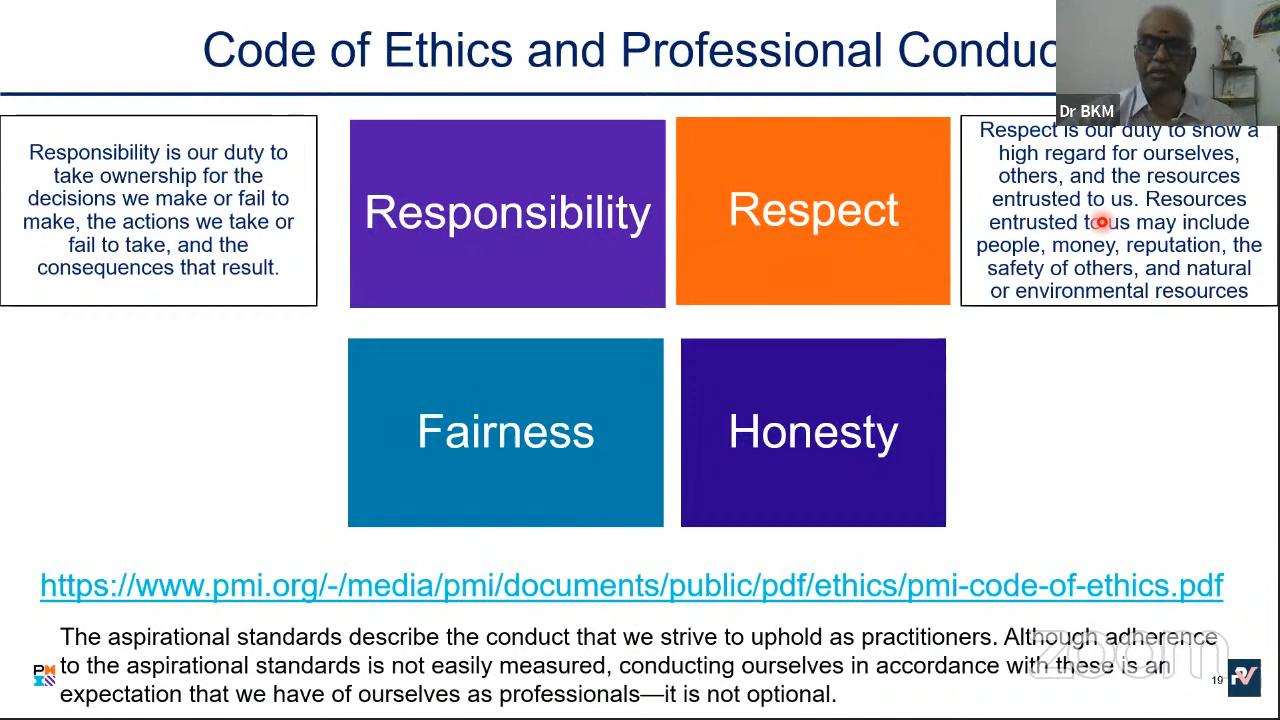 Code of Ethics and Professional Conduc
Dr BKM
Responsibility is our duty to
take ownership for the
decisions we make or fail to
make, the actions we take or
fail to take, and the
consequences that result.
Responsibility
Respect
Respect is our duty to show a
high regard for ourselves,
others, and the resources
entrusted to us. Resources
entrusted to us may include
people, money, reputation, the
safety of others, and natural
or environmental resources
Fairness
Honesty
https://www.pmi.org/-/media/pmi/documents/public/pdf/ethics/pmi-code-of-ethics.pdf
The aspirational standards describe the conduct that we strive to uphold as practitioners. Although adherence
to the aspirational standards is not easily measured, conducting ourselves in accordance with these is an
expectation that we have of ourselves as professionals—it is not optional.
zoom
PM
19